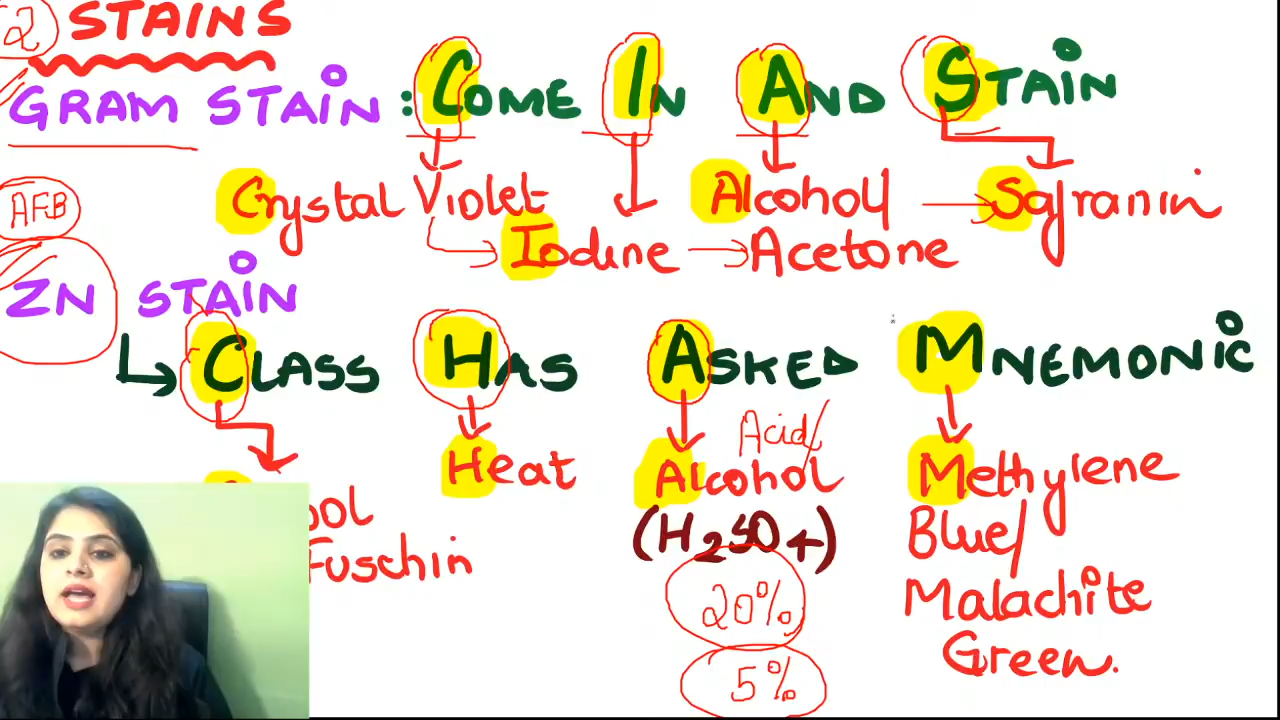 2 STAINS
GRAM STAIN : COME IN AND STAIN
Crystal Violet Alcohol/ Safranin
Iodine Acetone
AFB
ZN STAIN
CLASS HAS ASKED MNEMONIC
Acid/
Heat Alcohol Methylene
ool (H2SO4) Blue/
Fuschin 20% Malachite
5% Green.